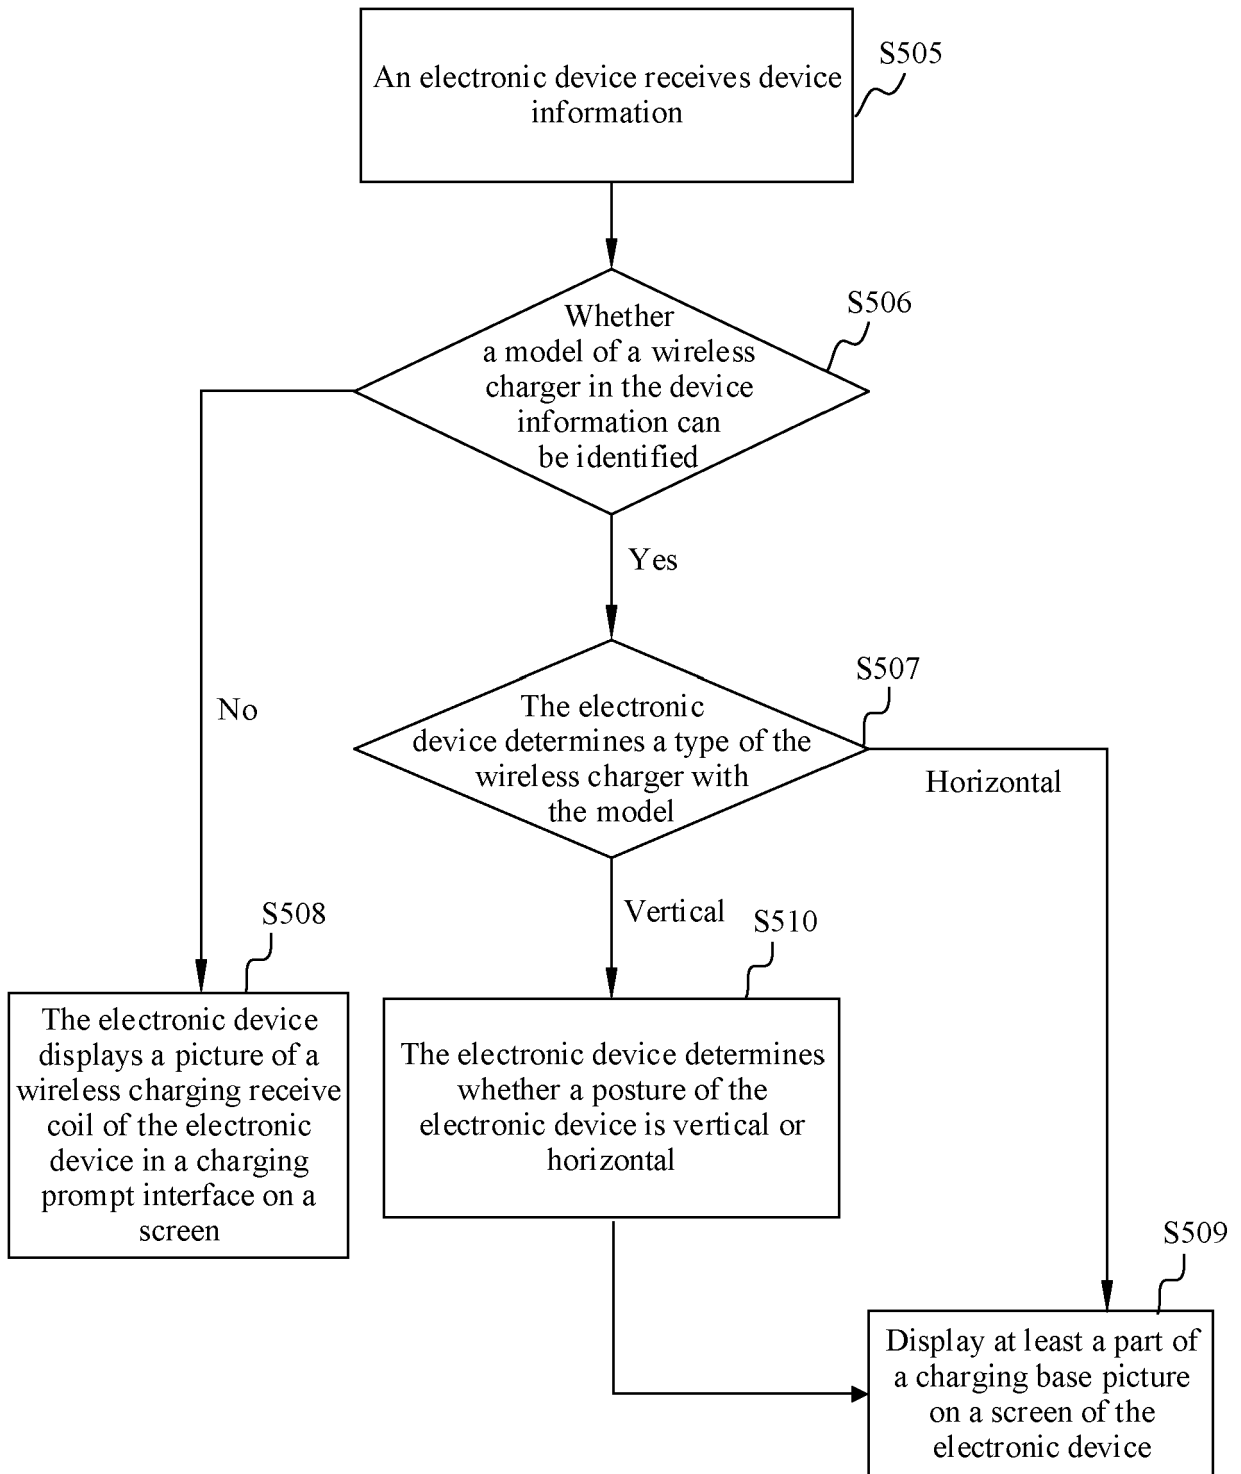 An electronic device receives device
information
S505
Whether
a model of a wireless
charger in the device
information can
be identified
S506
Yes
No
The electronic
device determines a type of the
wireless charger with
the model
S507
Horizontal
Vertical
S508
The electronic device
displays a picture of a
wireless charging receive
coil of the electronic
device in a charging
prompt interface on a
screen
S510
The electronic device determines
whether a posture of the
electronic device is vertical or
horizontal
S509
Display at least a part of
a charging base picture
on a screen of the
electronic device